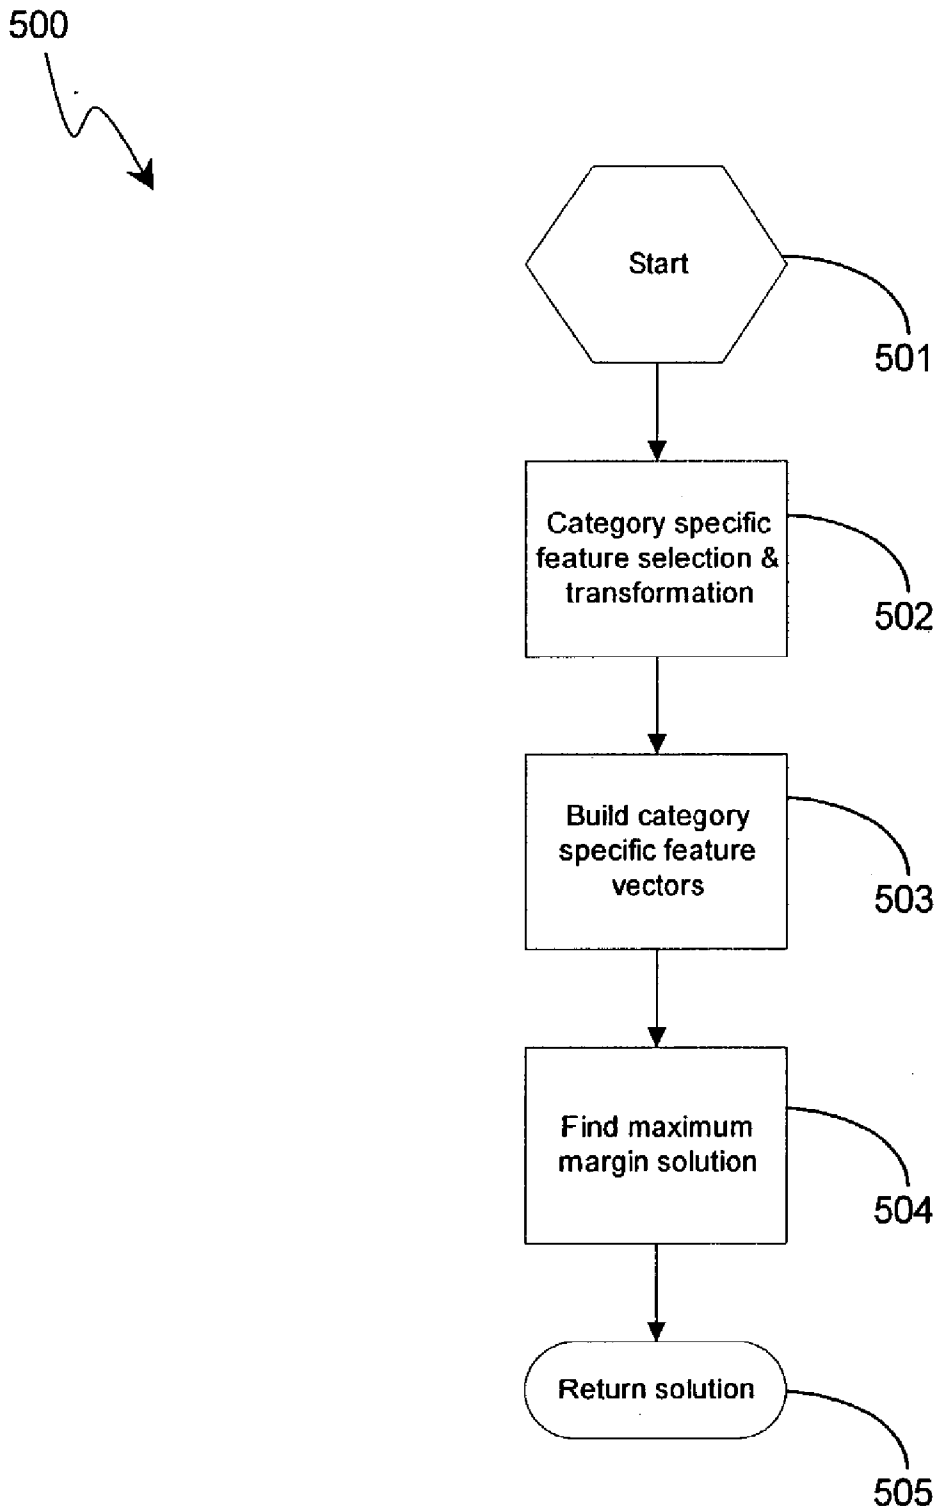 500
Start
501
Category specific
feature selection &
transformation
502
Build category
specific feature
vectors
503
Find maximum
margin solution
504
Return solution
505